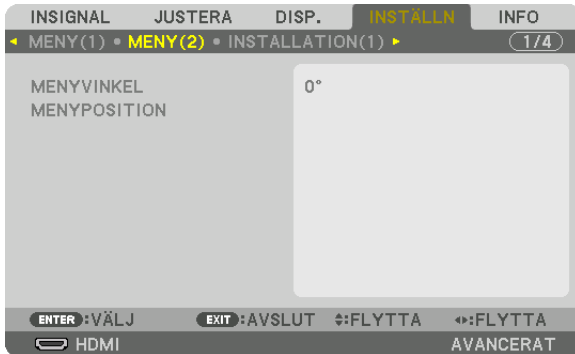 INSIGNAL JUSTERA DISP. INSTÄLLN INFO
MENY(1) • MENY(2) • INSTALLATION(1) 1/4
MENYVINKEL 0°
MENYPOSITION
ENTER :VÄLJ EXIT :AVSLUT :FLYTTA :FLYTTA
HDMI AVANCERAT